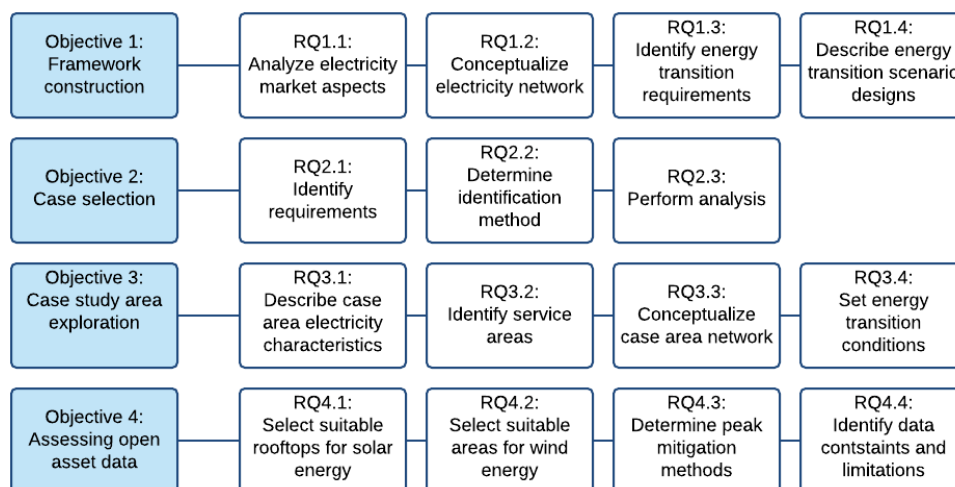 Objective 1:
Framework
construction
RQ1.1:
Analyze electricity
market aspects
RQ1.2:
Conceptualize
electricity network
RQ1.3:
Identify energy
transition
requirements
RQ1.4:
Describe energy
transition scenario
designs
Objective 2:
Case selection
RQ2.1:
Identify
requirements
RQ2.2:
Determine
identification
method
RQ2.3:
Perform analysis
Objective 3:
Case study area
exploration
RQ3.1:
Describe case
area electricity
characteristics
RQ3.2:
Identify service
areas
RQ3.3:
Conceptualize
case area network
RQ3.4:
Set energy
transition
conditions
Objective 4:
Assessing open
asset data
RQ4.1:
Select suitable
rooftops for solar
energy
RQ4.2:
Select suitable
areas for wind
energy
RQ4.3:
Determine peak
mitigation
methods
RQ4.4:
Identify data
contstaints and
limitations